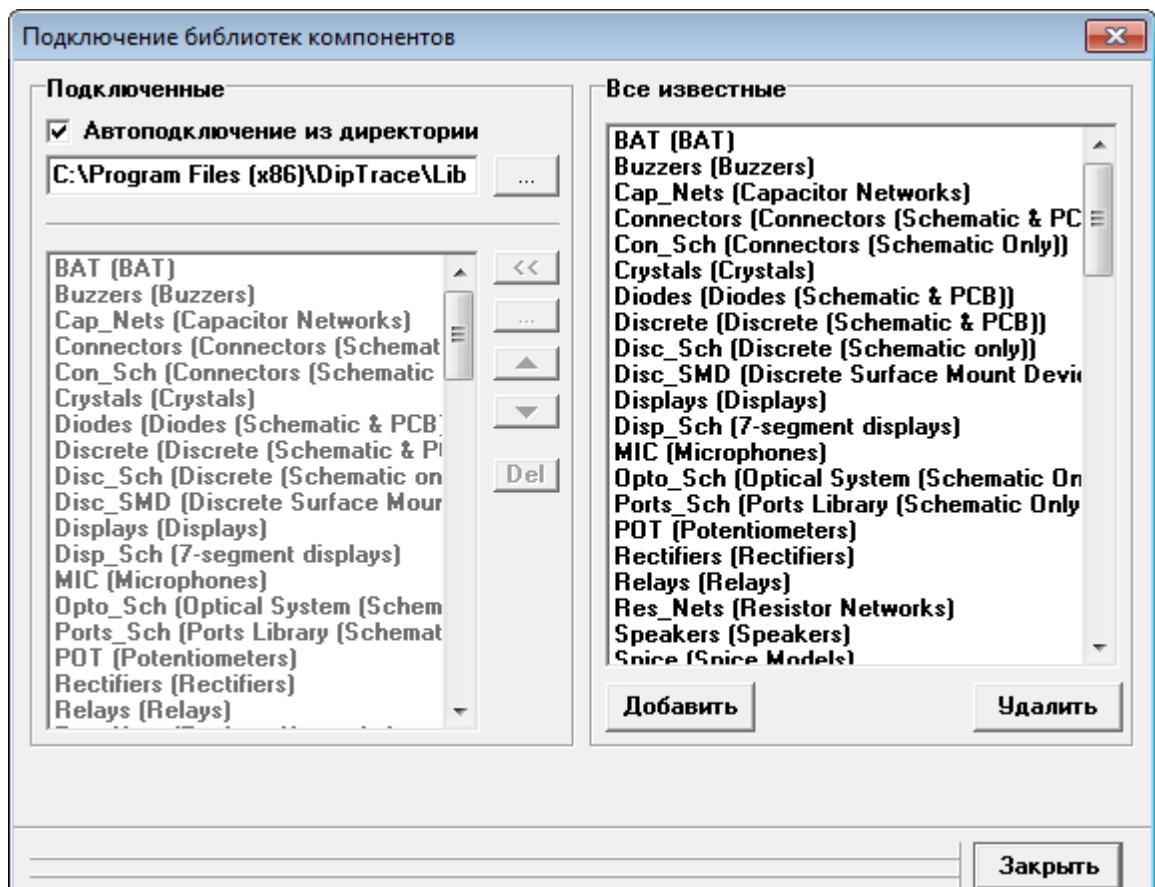 Подключение библиотек компонентов
Подключенные
Автоподключение из директории
C:\Program Files (x86)\DipTrace\Lib
...
BAT (BAT)
Buzzers (Buzzers)
Cap_Nets (Capacitor Networks)
Connectors (Connectors (Schemat
Con_Sch (Connectors (Schematic
Crystals (Crystals)
Diodes (Diodes (Schematic & PCB)
Discrete (Discrete (Schematic & P
Disc_Sch (Discrete (Schematic on
Disc_SMD (Discrete Surface Moun
Displays (Displays)
Disp_Sch (7-segment displays)
MIC (Microphones)
Opto_Sch (Optical System (Schem
Ports_Sch (Ports Library (Schemat
POT (Potentiometers)
Rectifiers (Rectifiers)
Relays (Relays)
<<
...
Del
Все известные
BAT (BAT)
Buzzers (Buzzers)
Cap_Nets (Capacitor Networks)
Connectors (Connectors (Schematic & PC
Con_Sch (Connectors (Schematic Only))
Crystals (Crystals)
Diodes (Diodes (Schematic & PCB))
Discrete (Discrete (Schematic & PCB))
Disc_Sch (Discrete (Schematic only))
Disc_SMD (Discrete Surface Mount Devic
Displays (Displays)
Disp_Sch (7-segment displays)
MIC (Microphones)
Opto_Sch (Optical System (Schematic On
Ports_Sch (Ports Library (Schematic Only
POT (Potentiometers)
Rectifiers (Rectifiers)
Relays (Relays)
Res_Nets (Resistor Networks)
Speakers (Speakers)
Spice (Spice Models)
Добавить
Удалить
Закрыть